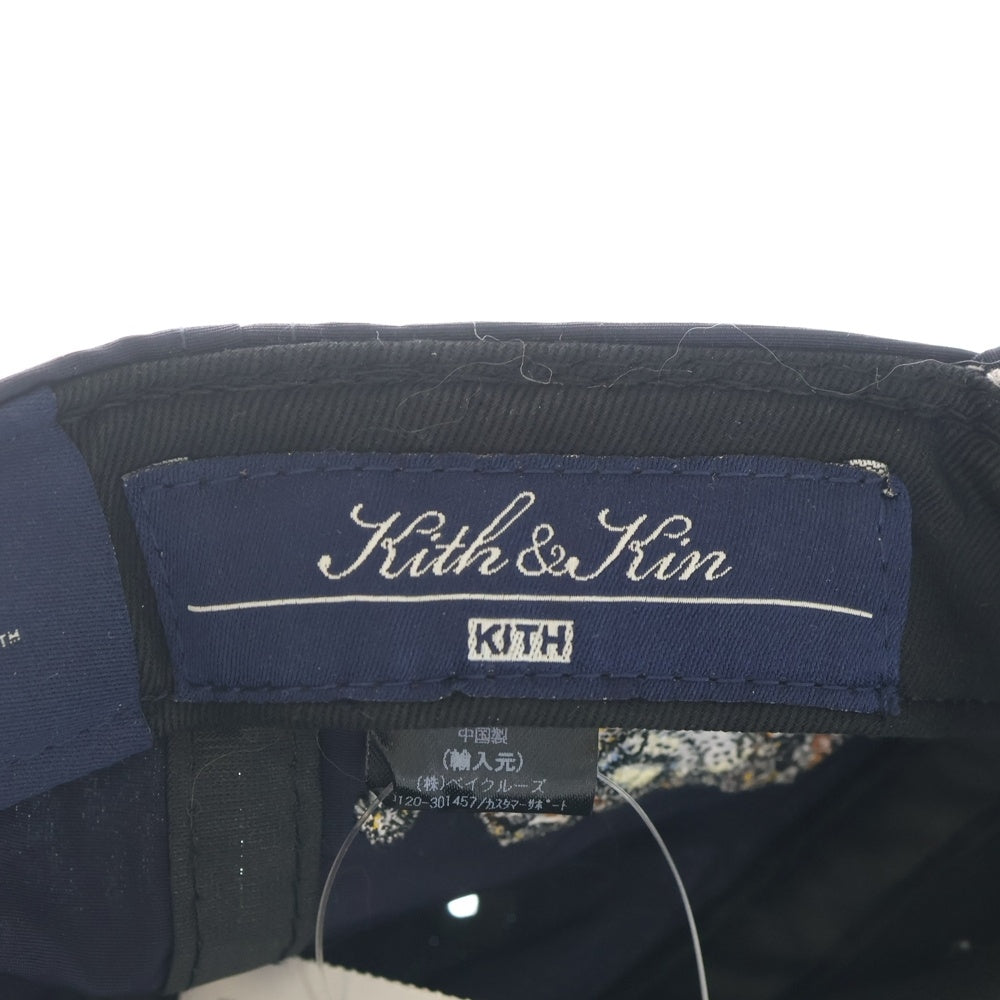 Kith & Kin
KITH
中国製
(輸入元)
(株)ベイクルーズ
0120-301457/カスタマーサポート